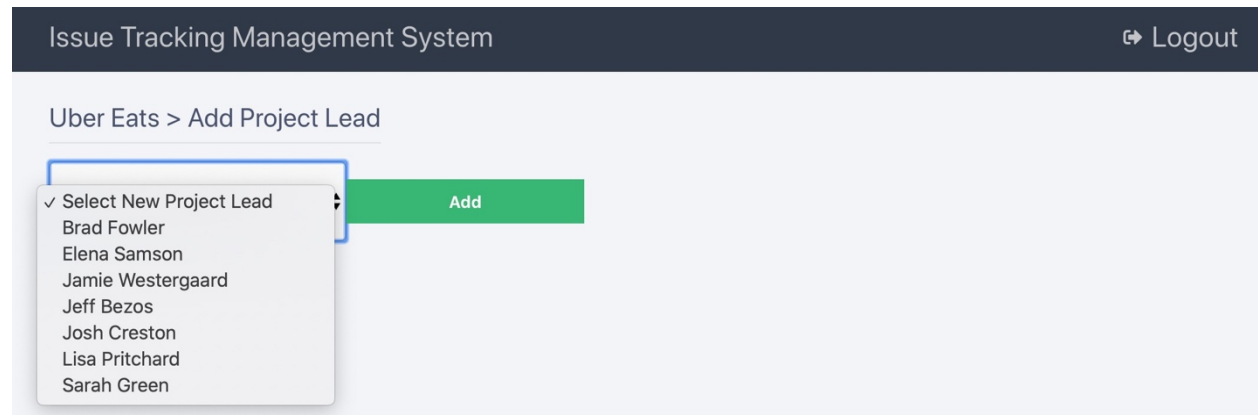 Issue Tracking Management System
Logout
Uber Eats > Add Project Lead
✓ Select New Project Lead
Add
Brad Fowler
Elena Samson
Jamie Westergaard
Jeff Bezos
Josh Creston
Lisa Pritchard
Sarah Green